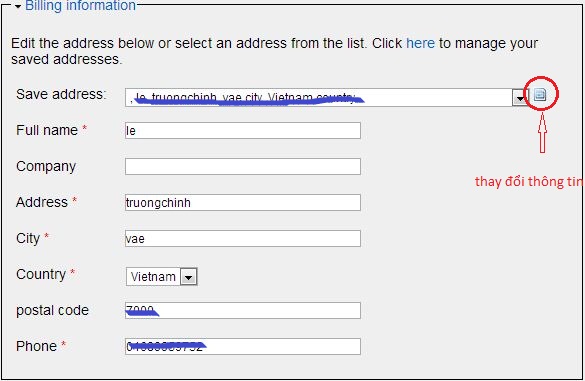 Billing information
Edit the address below or select an address from the list. Click here to manage your
saved addresses.
Save address: , le, truongchinh, vae city, Vietnam country
Full name * le
Company
thay đổi thông tin
Address * truongchinh
City * vae
Country * Vietnam
postal code
Phone *